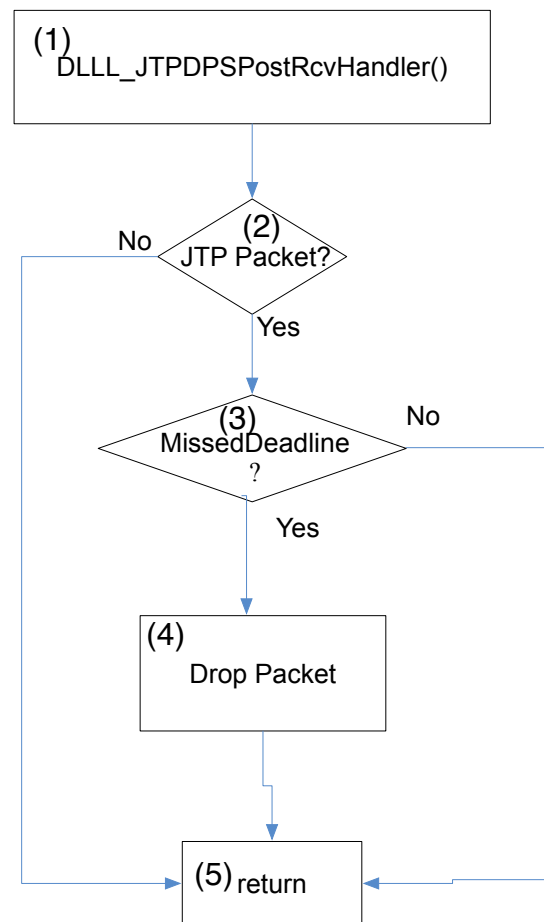 (1)
DLLL_JTPDPSPostRcvHandler()
(2)
No
JTP Packet?
Yes
(3)
No
MissedDeadline
?
Yes
(4)
Drop Packet
(5) return